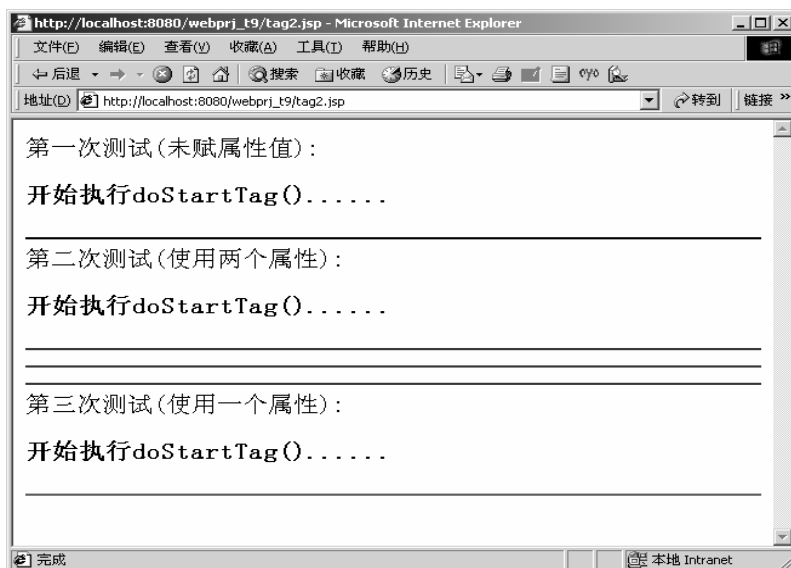 http://localhost:8080/webprj_t9/tag2.jsp - Microsoft Internet Explorer
文件(F) 编辑(E) 查看(V) 收藏(A) 工具(T) 帮助(H)
后退 搜索 收藏 历史
地址(D) http://localhost:8080/webprj_t9/tag2.jsp 转到 链接 »
第一次测试(未赋属性值):
开始执行doStartTag()......
第二次测试(使用两个属性):
开始执行doStartTag()......
第三次测试(使用一个属性):
开始执行doStartTag()......
完成 本地 Intranet